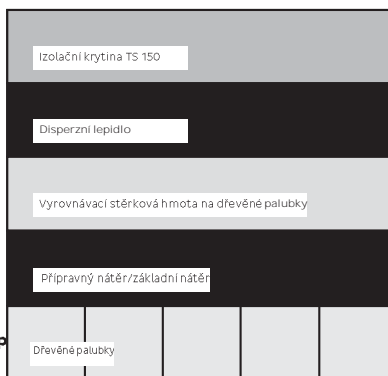 Izolační krytina TS 150
Disperzní lepidlo
Vyrovnávací stěrková hmota na dřevěné palubky
Přípravný nátěr/základní nátěr
Dřevěné palubky